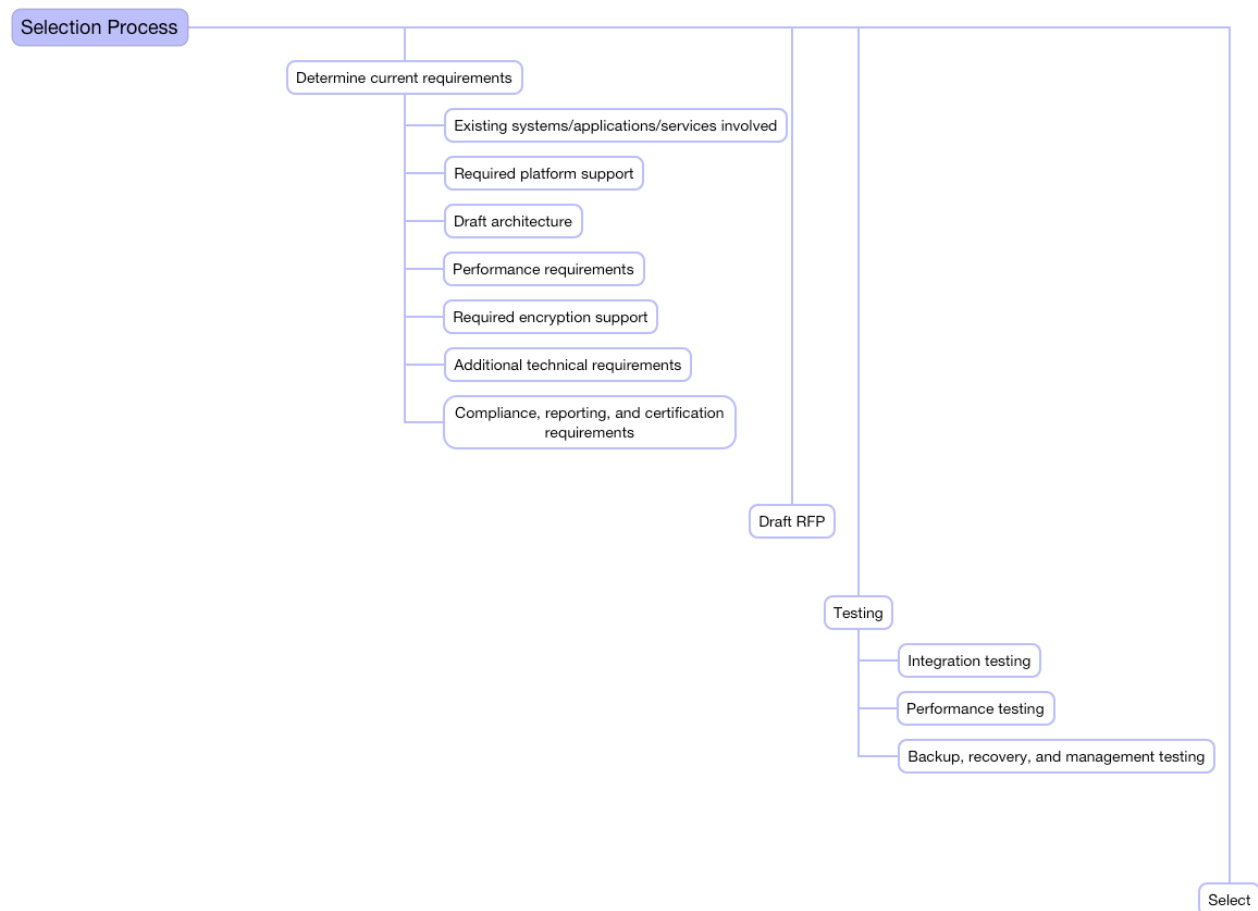 Selection Process
Determine current requirements
Existing systems/applications/services involved
Required platform support
Draft architecture
Performance requirements
Required encryption support
Additional technical requirements
Compliance, reporting, and certification
requirements
Draft RFP
Testing
Integration testing
Performance testing
Backup, recovery, and management testing
Select